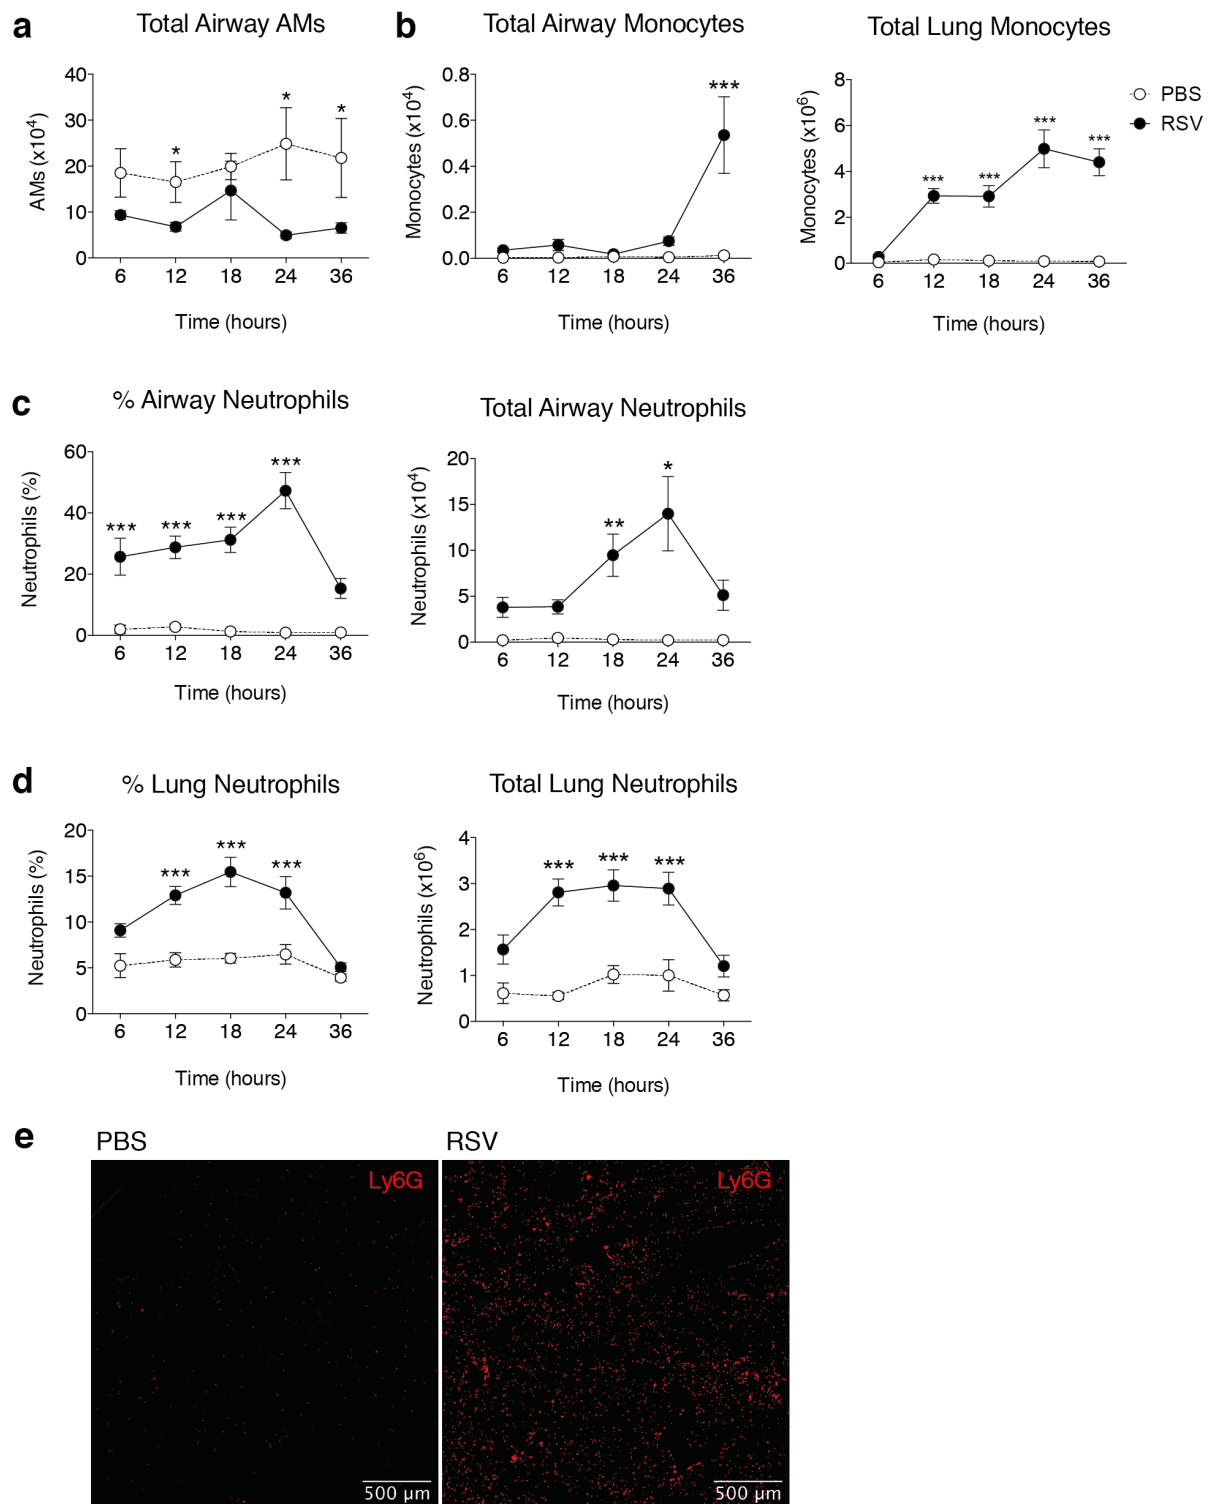 a
Total Airway AMs
AMs (x10⁴)
40
30
20
10
0
*
*
*
6 12 18 24 36
Time (hours)
b
Total Airway Monocytes
Monocytes (x10⁴)
0.8
0.6
0.4
0.2
0.0
***
6 12 18 24 36
Time (hours)
Total Lung Monocytes
Monocytes (x10⁶)
8
6
4
2
0
***
***
***
***
6 12 18 24 36
Time (hours)
PBS
RSV
c
% Airway Neutrophils
Neutrophils (%)
60
40
20
0
***
***
***
***
6 12 18 24 36
Time (hours)
Total Airway Neutrophils
Neutrophils (x10⁴)
20
15
10
5
0
**
*
6 12 18 24 36
Time (hours)
d
% Lung Neutrophils
Neutrophils (%)
20
15
10
5
0
***
***
***
6 12 18 24 36
Time (hours)
Total Lung Neutrophils
Neutrophils (x10⁶)
4
3
2
1
0
***
***
***
6 12 18 24 36
Time (hours)
e
PBS
Ly6G
500 µm
RSV
Ly6G
500 µm